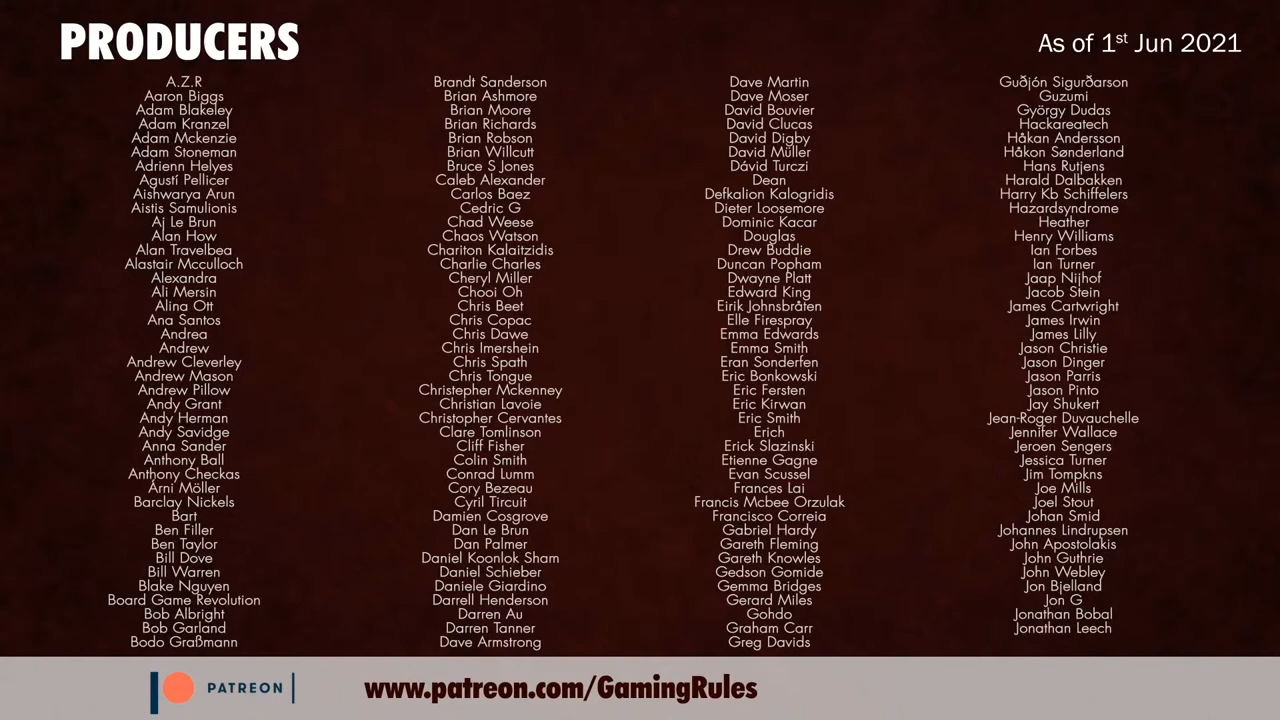 PRODUCERS
As of 1st Jun 2021
A.Z.R
Aaron Biggs
Adam Blakeley
Adam Kranzel
Adam Mckenzie
Adam Stoneman
Adrienn Helyes
Agustí Pellicer
Aishwarya Arun
Aistis Samulionis
Aj Le Brun
Alan How
Alan Travelbea
Alastair Mcculloch
Alexandra
Ali Mersin
Alina Ott
Ana Santos
Andrea
Andrew
Andrew Cleverley
Andrew Mason
Andrew Pillow
Andy Grant
Andy Herman
Andy Savidge
Anna Sander
Anthony Ball
Anthony Checkas
Árni Möller
Barclay Nickels
Bart
Ben Filler
Ben Taylor
Bill Dove
Bill Warren
Blake Nguyen
Board Game Revolution
Bob Albright
Bob Garland
Bodo Graßmann
Brandt Sanderson
Brian Ashmore
Brian Moore
Brian Richards
Brian Robson
Brian Willcutt
Bruce S Jones
Caleb Alexander
Carlos Baez
Cedric G
Chad Weese
Chaos Watson
Chariton Kalaitzidis
Charlie Charles
Cheryl Miller
Chooi Oh
Chris Beet
Chris Copac
Chris Dawe
Chris Imershein
Chris Spath
Chris Tongue
Christepher Mckenney
Christian Lavoie
Christopher Cervantes
Clare Tomlinson
Cliff Fisher
Colin Smith
Conrad Lumm
Cory Bezeau
Cyril Tircuit
Damien Cosgrove
Dan Le Brun
Dan Palmer
Daniel Koonlok Sham
Daniel Schieber
Daniele Giardino
Darrell Henderson
Darren Au
Darren Tanner
Dave Armstrong
Dave Martin
Dave Moser
David Bouvier
David Clucas
David Digby
David Müller
Dávid Turczi
Dean
Defkalion Kalogridis
Dieter Loosemore
Dominic Kacar
Douglas
Drew Buddie
Duncan Popham
Dwayne Platt
Edward King
Eirik Johnsbråten
Elle Firespray
Emma Edwards
Emma Smith
Eran Sonderfen
Eric Bonkowski
Eric Fersten
Eric Kirwan
Eric Smith
Erich
Erick Slazinski
Etienne Gagne
Evan Scussel
Frances Lai
Francis Mcbee Orzulak
Francisco Correia
Gabriel Hardy
Gareth Fleming
Gareth Knowles
Gedson Gomide
Gemma Bridges
Gerard Miles
Gohdo
Graham Carr
Greg Davids
Guðjón Sigurðarson
Guzumi
György Dudas
Hackareatech
Håkan Andersson
Håkon Sønderland
Hans Rutjens
Harald Dalbakken
Harry Kb Schiffelers
Hazardsyndrome
Heather
Henry Williams
Ian Forbes
Ian Turner
Jaap Nijhof
Jacob Stein
James Cartwright
James Irwin
James Lilly
Jason Christie
Jason Dinger
Jason Parris
Jason Pinto
Jay Shukert
Jean-Roger Duvauchelle
Jennifer Wallace
Jeroen Sengers
Jessica Turner
Jim Tompkns
Joe Mills
Joel Stout
Johan Smid
Johannes Lindrupsen
John Apostolakis
John Guthrie
John Webley
Jon Bjelland
Jon G
Jonathan Bobal
Jonathan Leech
PATREON
www.patreon.com/GamingRules